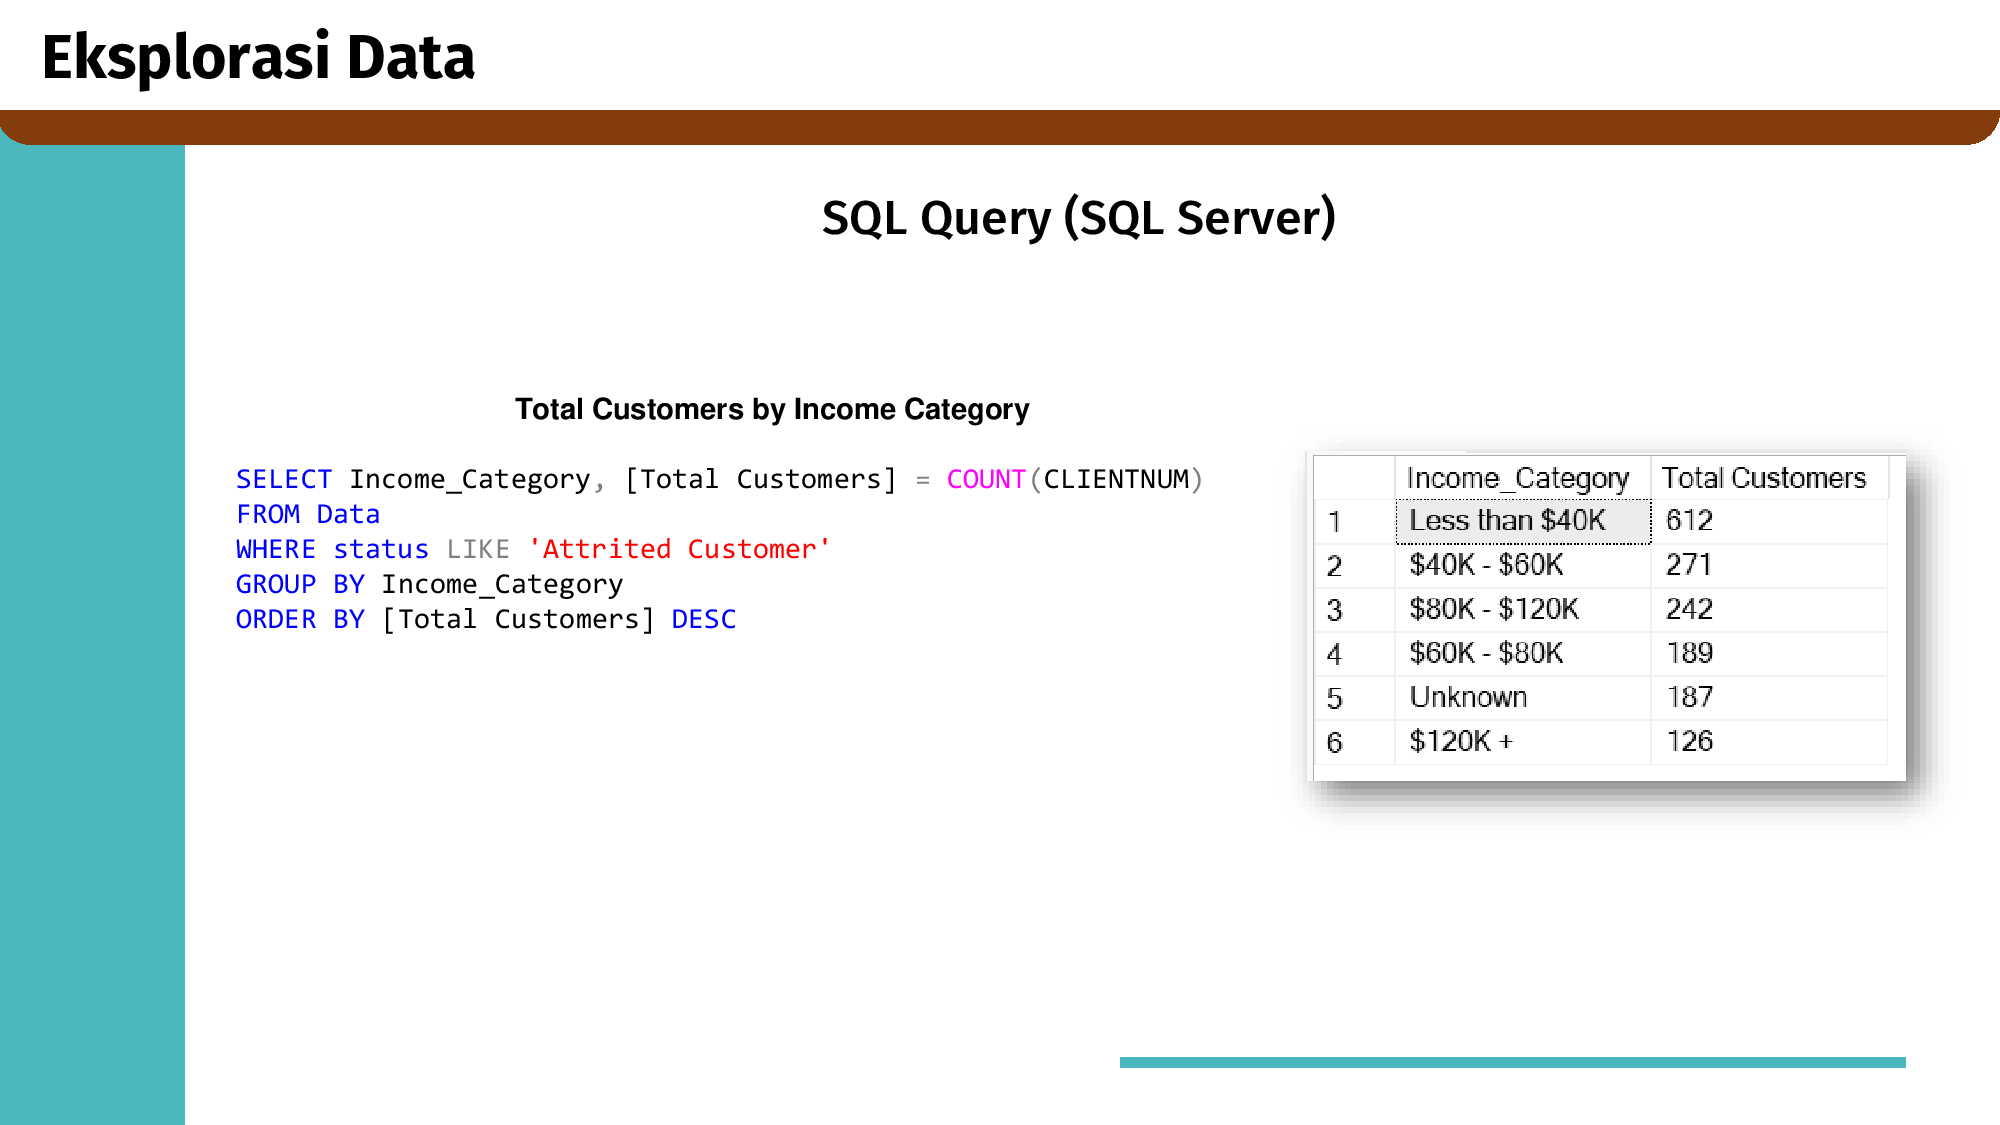 Eksplorasi Data
SQL Query (SQL Server)
Total Customers by Income Category
SELECT Income_Category, [Total Customers] = COUNT(CLIENTNUM)
FROM Data
WHERE status LIKE 'Attrited Customer'
GROUP BY Income_Category
ORDER BY [Total Customers] DESC
Income_Category Total Customers
1 Less than $40K 612
2 $40K - $60K 271
3 $80K - $120K 242
4 $60K - $80K 189
5 Unknown 187
6 $120K + 126